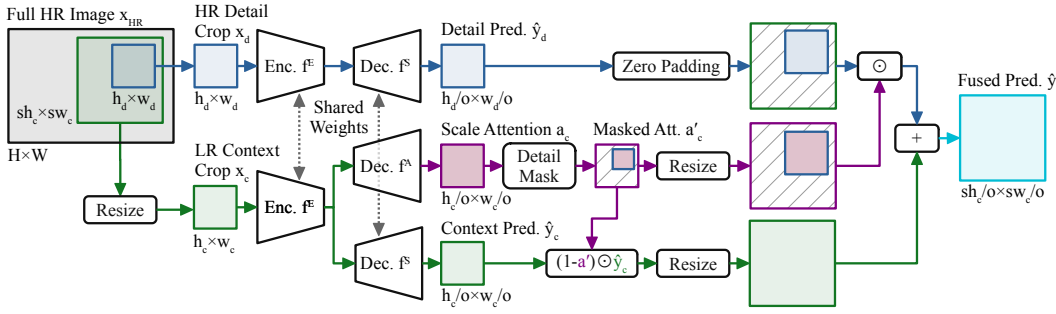 Full HR Image x_HR
HR Detail
Crop x_d
Detail Pred. ŷ_d
Enc. f^E
Dec. f^S
Zero Padding
⊙
Fused Pred. ŷ
h_d×w_d
h_d×w_d
h_d/o×w_d/o
sh_c×sw_c
Shared
Weights
Scale Attention a_c
Masked Att. a′_c
+
H×W
LR Context
Crop x_c
Dec. f^A
Detail
Mask
Resize
sh_c/o×sw_c/o
Resize
Enc. f^E
h_c/o×w_c/o
h_c×w_c
Context Pred. ŷ_c
Dec. f^S
(1-a′)⊙ŷ_c
Resize
h_c/o×w_c/o